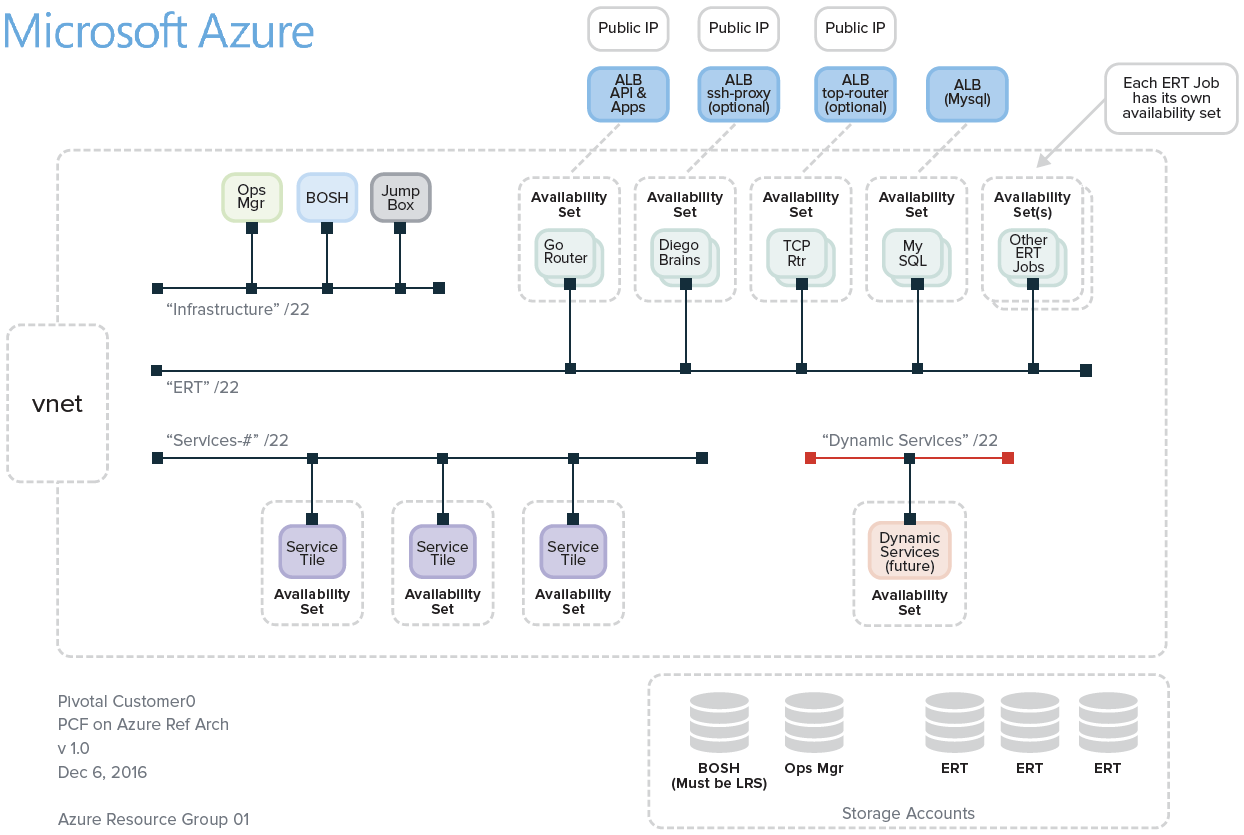 Microsoft Azure
Public IP
Public IP
Public IP
ALB
API &
Apps
ALB
ssh-proxy
(optional)
ALB
top-router
(optional)
ALB
(Mysql)
Each ERT Job
has its own
availability set
Ops
Mgr
BOSH
Jump
Box
Availability
Set
Go
Router
Availability
Set
Diego
Brains
Availability
Set
TCP
Rtr
Availability
Set
My
SQL
Availability
Set(s)
Other
ERT
Jobs
“Infrastructure” /22
“ERT” /22
vnet
“Services-#” /22
“Dynamic Services” /22
Service
Tile
Availability
Set
Service
Tile
Availability
Set
Service
Tile
Availability
Set
Dynamic
Services
(future)
Availability
Set
Pivotal Customer0
PCF on Azure Ref Arch
v 1.0
Dec 6, 2016
Azure Resource Group 01
BOSH
(Must be LRS)
Ops Mgr
ERT
ERT
ERT
Storage Accounts